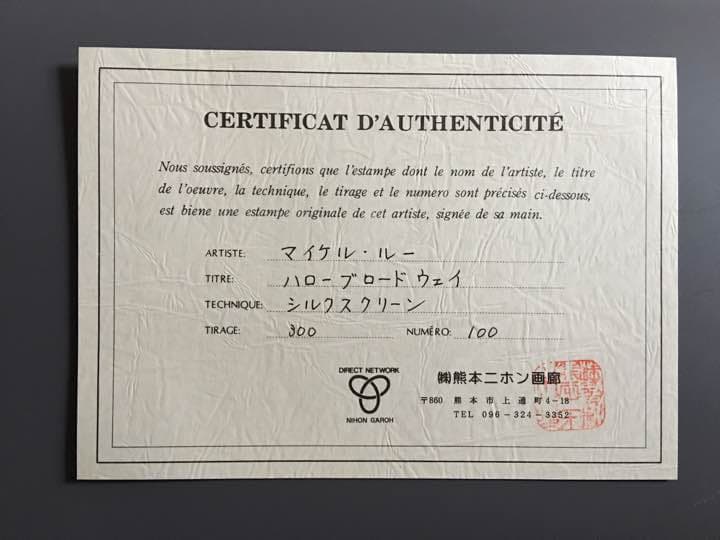 CERTIFICAT D'AUTHENTICITÉ
Nous soussignés, certifions que l'estampe dont le nom de l'artiste, le titre
de l'oeuvre, la technique, le tirage et le numero sont précisés ci-dessous,
est biene une estampe originale de cet artiste, signée de sa main.
ARTISTE: マイケル・ルー
TITRE: ハローブロードウェイ
TECHNIQUE: シルクスクリーン
TIRAGE: 300 NUMÉRO: 100
DIRECT NETWORK
NIHON GAROH
㈱熊本ニホン画廊
〒860 熊本市上通町4-18
TEL 096-324-3352